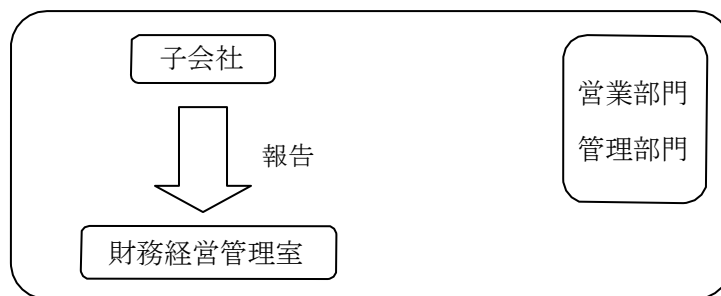 子会社
報告
財務経営管理室
営業部門
管理部門